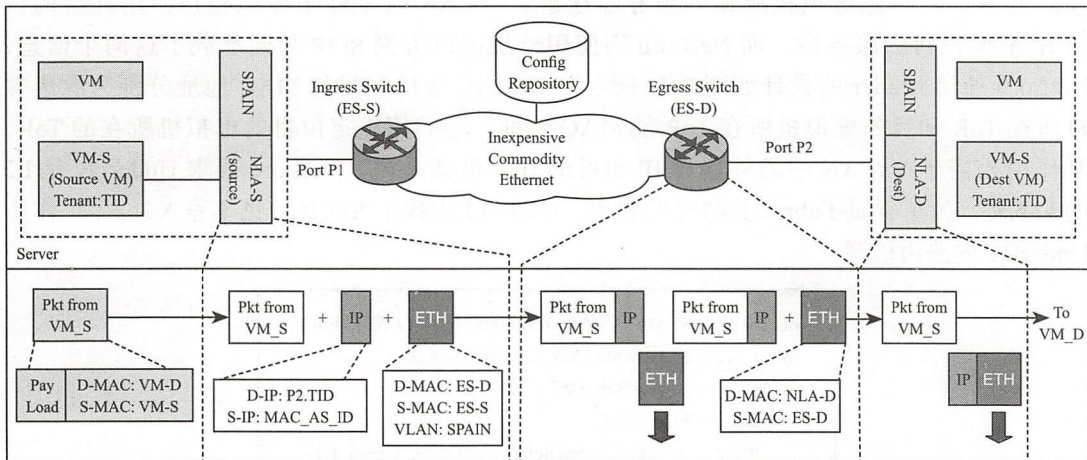 Config
Repository
Ingress Switch
(ES-S)
Egress Switch
(ES-D)
Inexpensive
Commodity
Ethernet
Port P1
Port P2
VM
VM-S
(Source VM)
Tenant:TID
SPAIN
NLA-S
(source)
SPAIN
NLA-D
(Dest)
VM
VM-S
(Dest VM)
Tenant:TID
Server
Pkt from
VM_S
Pkt from
VM_S
+
IP
+
ETH
Pkt from
VM_S
IP
Pkt from
VM_S
IP
+
ETH
Pkt from
VM_S
To
VM_D
Pay
Load
D-MAC: VM-D
S-MAC: VM-S
D-IP: P2.TID
S-IP: MAC_AS_ID
D-MAC: ES-D
S-MAC: ES-S
VLAN: SPAIN
ETH
D-MAC: NLA-D
S-MAC: ES-D
IP
ETH